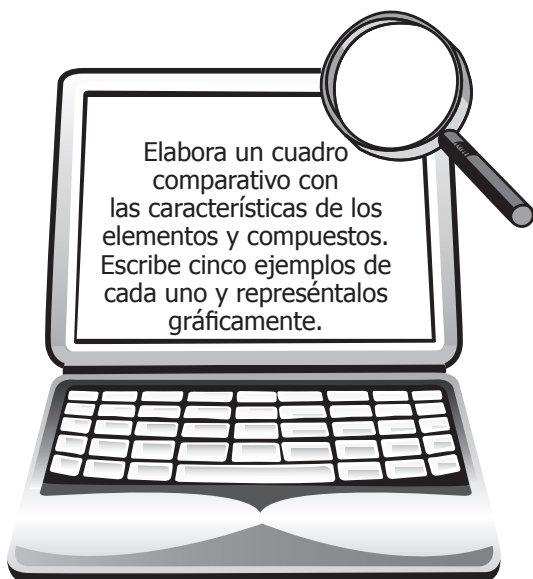 Elabora un cuadro
comparativo con
las características de los
elementos y compuestos.
Escribe cinco ejemplos de
cada uno y represéntalos
gráficamente.